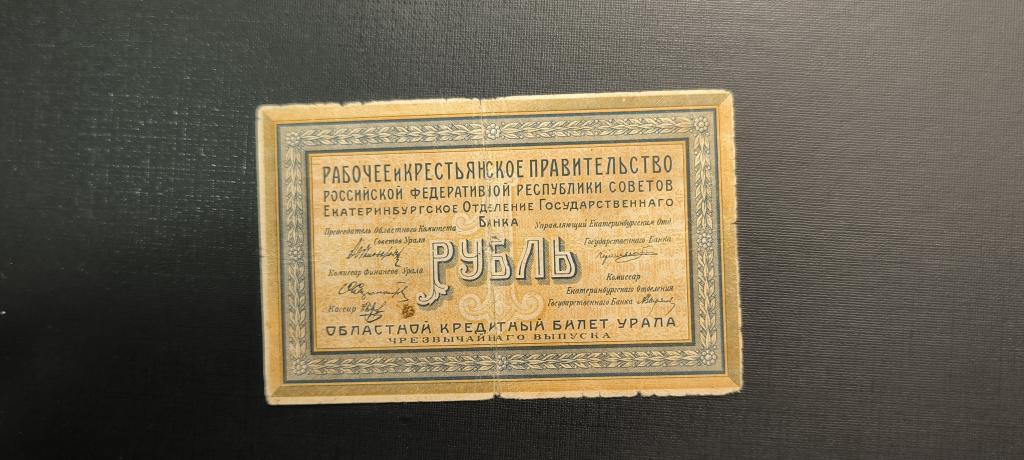 РАБОЧЕЕ и КРЕСТЬЯНСКОЕ ПРАВИТЕЛЬСТВО
РОССИЙСКОЙ ФЕДЕРАТИВНОЙ РЕСПУБЛИКИ СОВЕТОВ
ЕКАТЕРИНБУРГСКОЕ ОТДЕЛЕНИЕ ГОСУДАРСТВЕННАГО
БАНКА
Председатель Областного Комитета
Советов Урала
Управляющий Екатеринбургским Отд.
Государственного Банка
РУБЛЬ
Комиссар Финансов Урала
Комиссар
Екатеринбургского Отделения
Государственного Банка
Кассир
ОБЛАСТНОЙ КРЕДИТНЫЙ БИЛЕТ УРАЛА
ЧРЕЗВЫЧАЙНАГО ВЫПУСКА